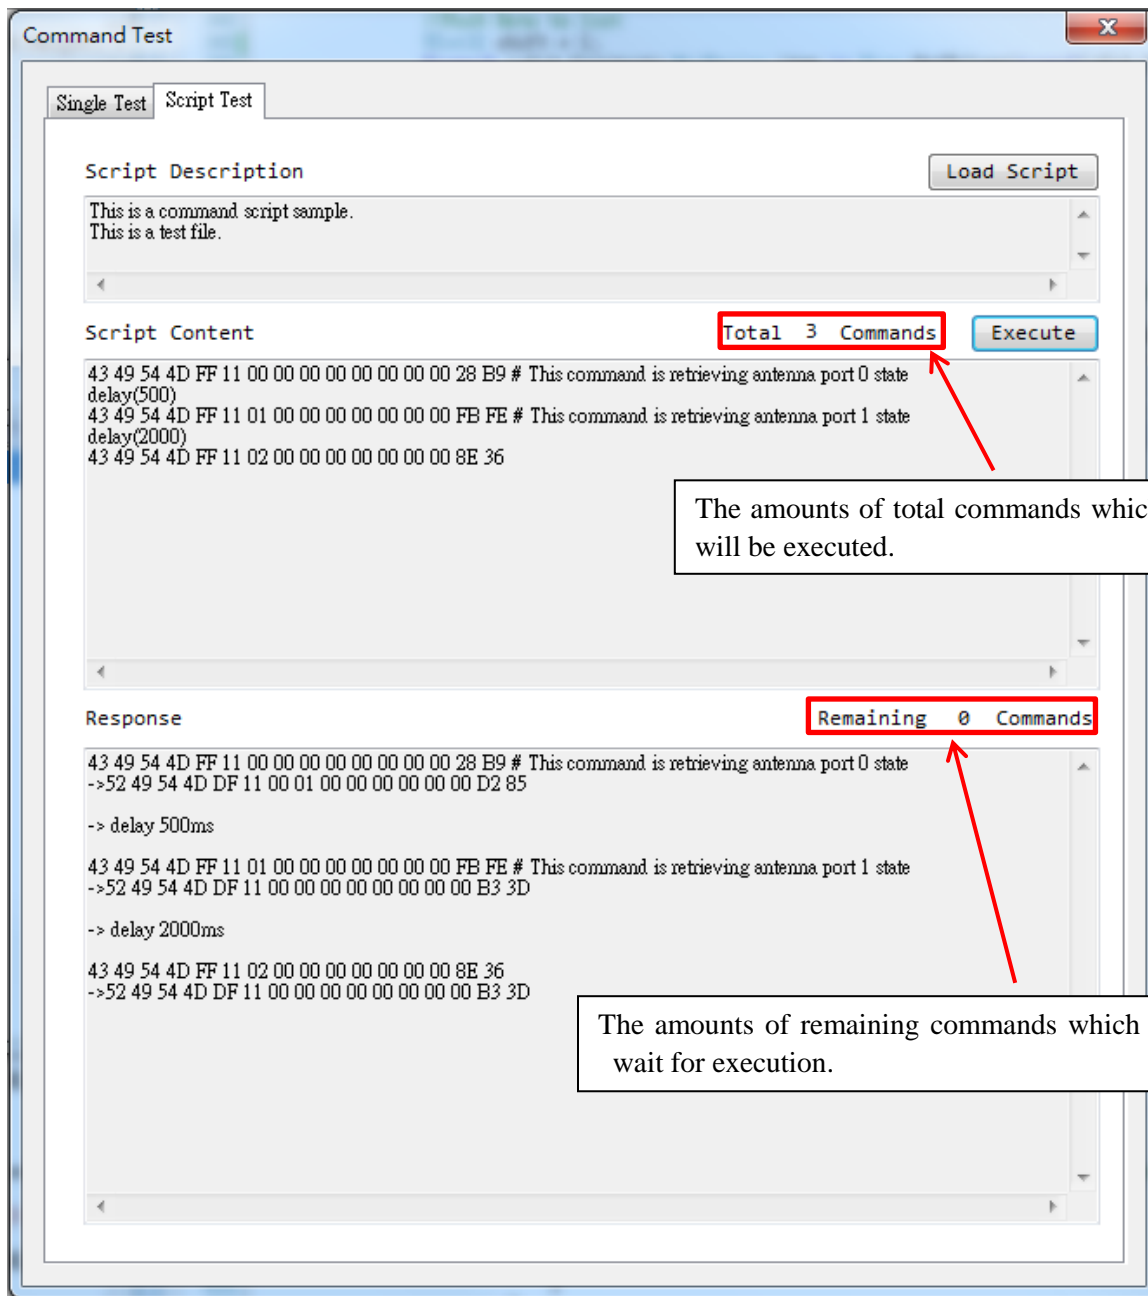 Command Test
X
Single Test Script Test
Script Description Load Script
This is a command script sample.
This is a test file.
Script Content Total 3 Commands Execute
43 49 54 4D FF 11 00 00 00 00 00 00 00 00 28 B9 # This command is retrieving antenna port 0 state
delay(500)
43 49 54 4D FF 11 01 00 00 00 00 00 00 00 FB FE # This command is retrieving antenna port 1 state
delay(2000)
43 49 54 4D FF 11 02 00 00 00 00 00 00 00 8E 36
The amounts of total commands whic
will be executed.
Response Remaining 0 Commands
43 49 54 4D FF 11 00 00 00 00 00 00 00 00 28 B9 # This command is retrieving antenna port 0 state
->52 49 54 4D DF 11 00 01 00 00 00 00 00 00 D2 85
-> delay 500ms
43 49 54 4D FF 11 01 00 00 00 00 00 00 00 FB FE # This command is retrieving antenna port 1 state
->52 49 54 4D DF 11 00 00 00 00 00 00 00 00 B3 3D
-> delay 2000ms
43 49 54 4D FF 11 02 00 00 00 00 00 00 00 8E 36
->52 49 54 4D DF 11 00 00 00 00 00 00 00 00 B3 3D
The amounts of remaining commands which
wait for execution.